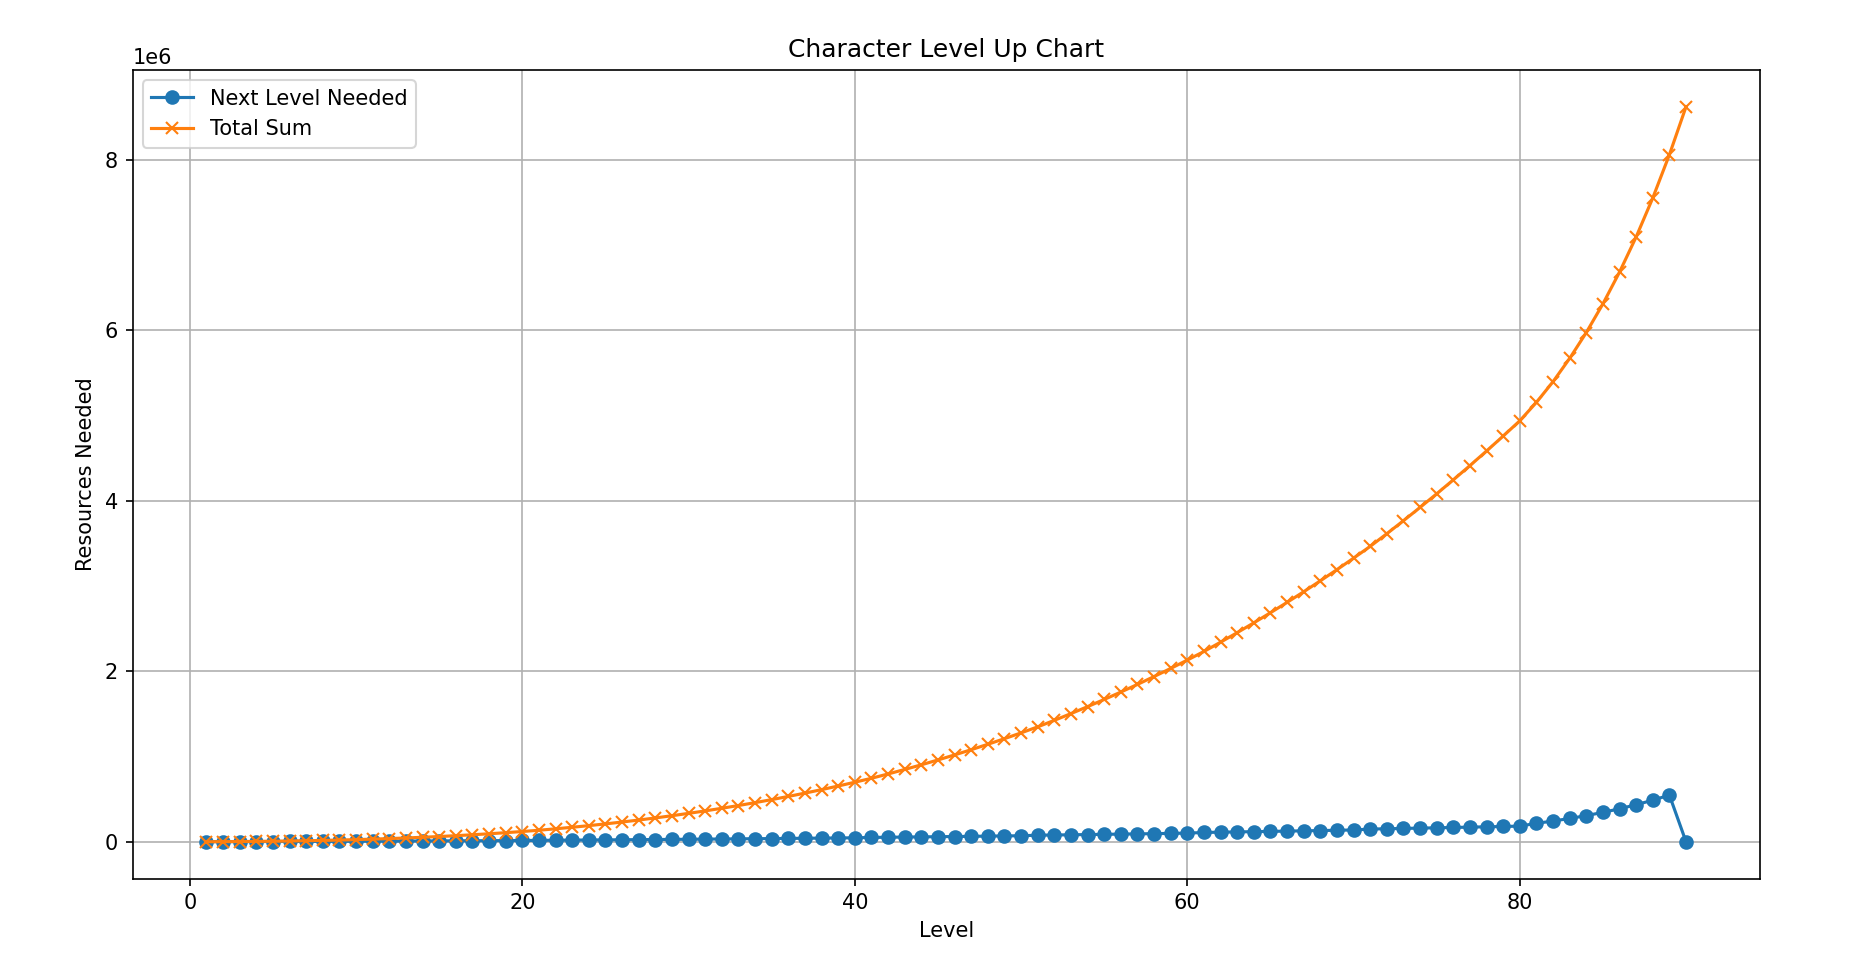 Character Level Up Chart
1e6
Next Level Needed
Total Sum
8
6
4
2
0
Resources Needed
0 20 40 60 80
Level